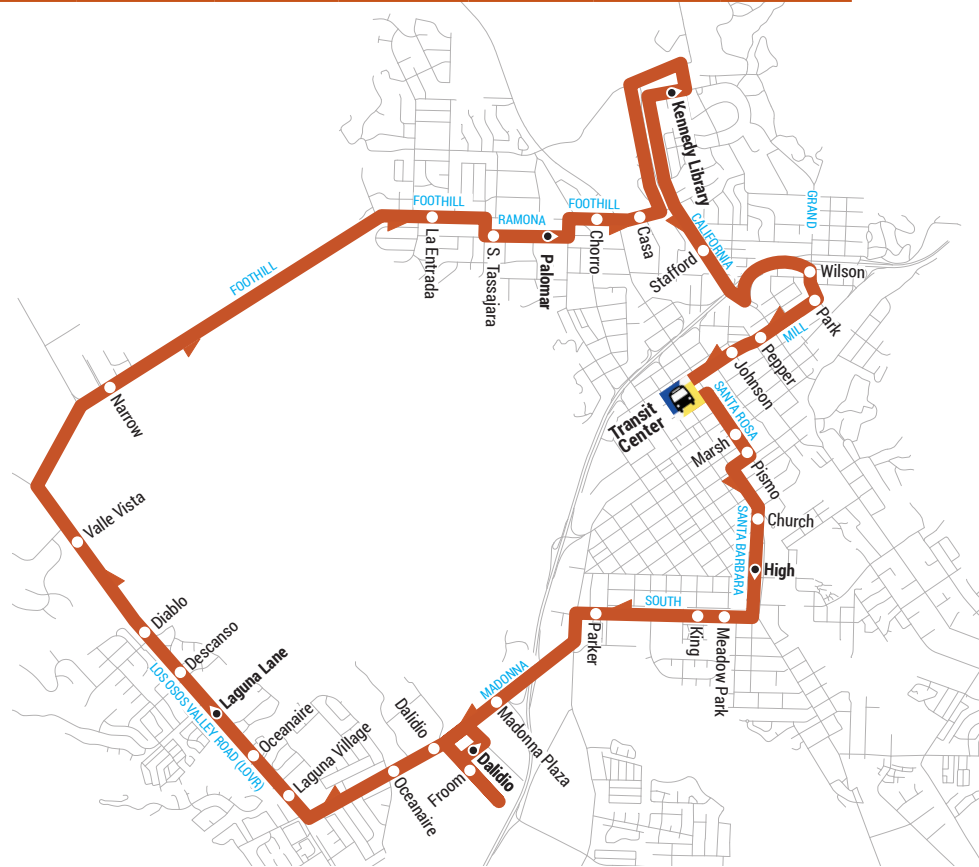 Kennedy Library
GRAND
FOOTHILL
RAMONA
FOOTHILL
CALIFORNIA
La Entrada
S. Tassajara
Palomar
Chorro
Casa
Stafford
Wilson
FOOTHILL
Park
MILL
Pepper
Johnson
Narrow
Transit
Center
SANTA ROSA
Marsh
Pismo
Valle Vista
Church
SANTA BARBARA
High
SOUTH
Diablo
Parker
King
Meadow Park
Descanso
Laguna Lane
LOS OSOS VALLEY ROAD (LOVR)
MADONNA
Madonna Plaza
Oceanaire
Dalidio
Laguna Village
Dalidio
Froom
Oceanaire